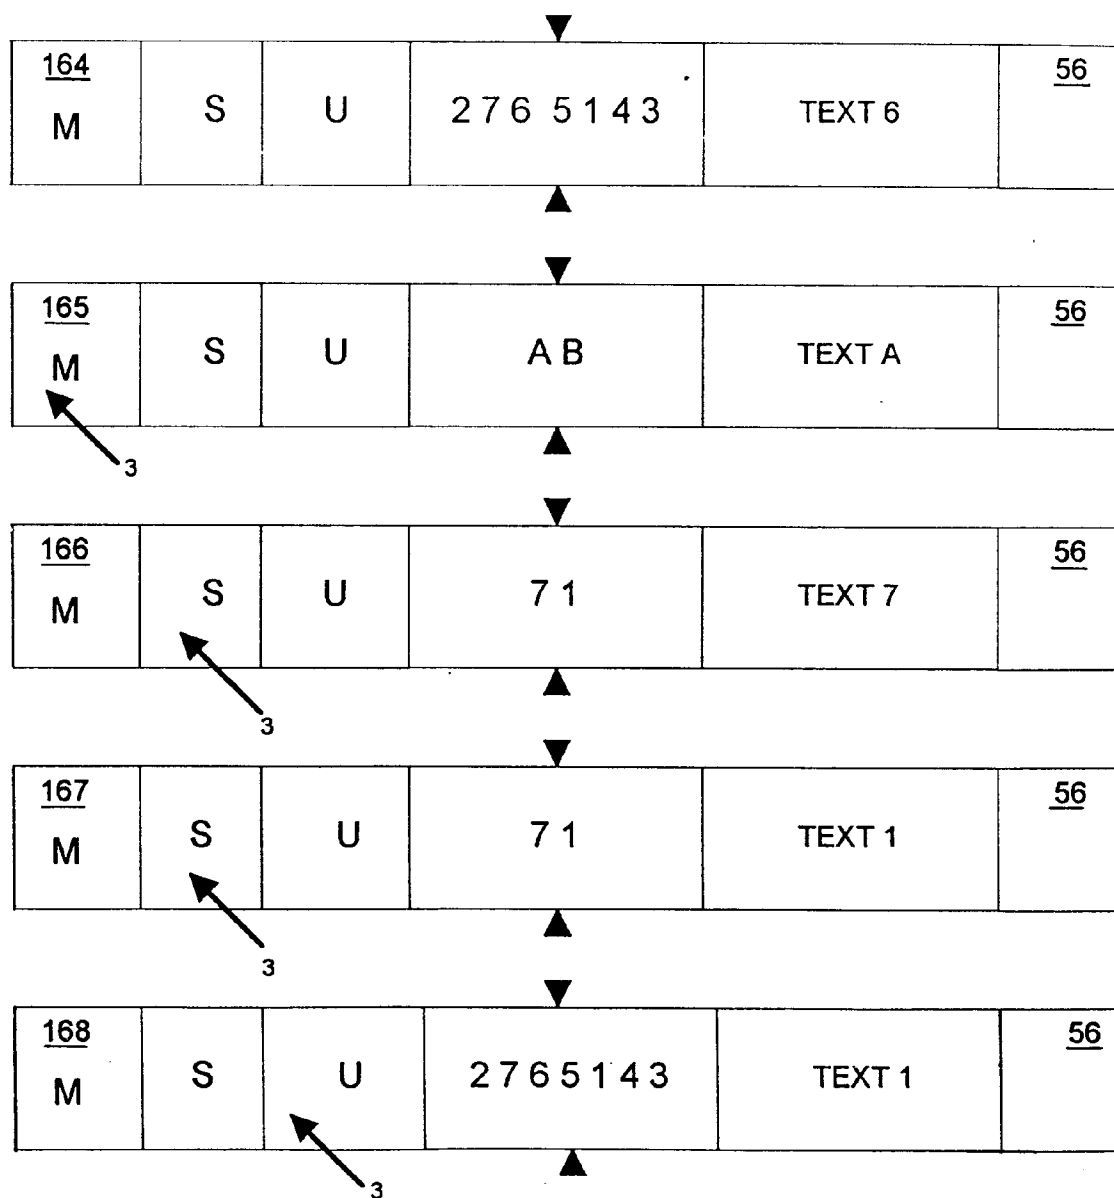 164 M S U 2 7 6 5 1 4 3 TEXT 6 56
165 M S U A B TEXT A 56
3
166 M S U 7 1 TEXT 7 56
3
167 M S U 7 1 TEXT 1 56
3
168 M S U 2 7 6 5 1 4 3 TEXT 1 56
3